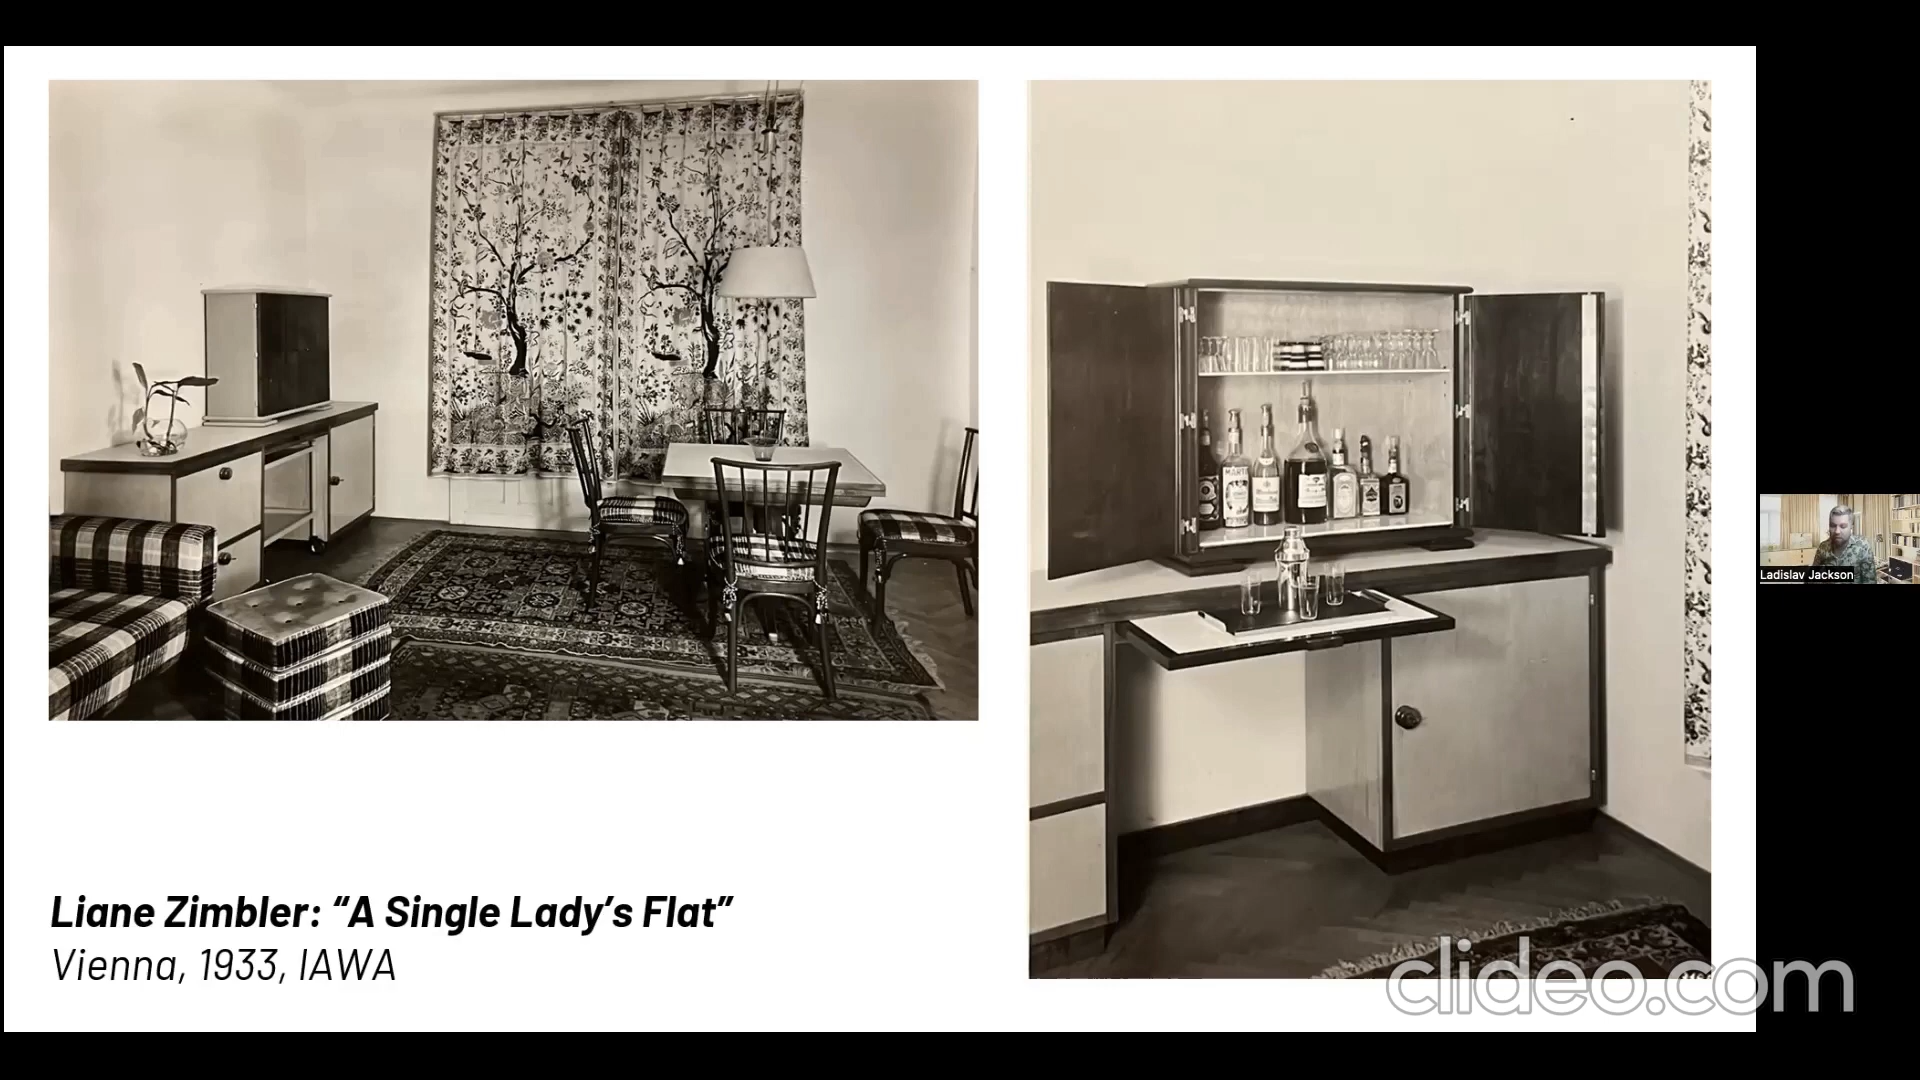 Liane Zimbler: “A Single Lady’s Flat”
Vienna, 1933, IAWA
Ladislav Jackson
clideo.com